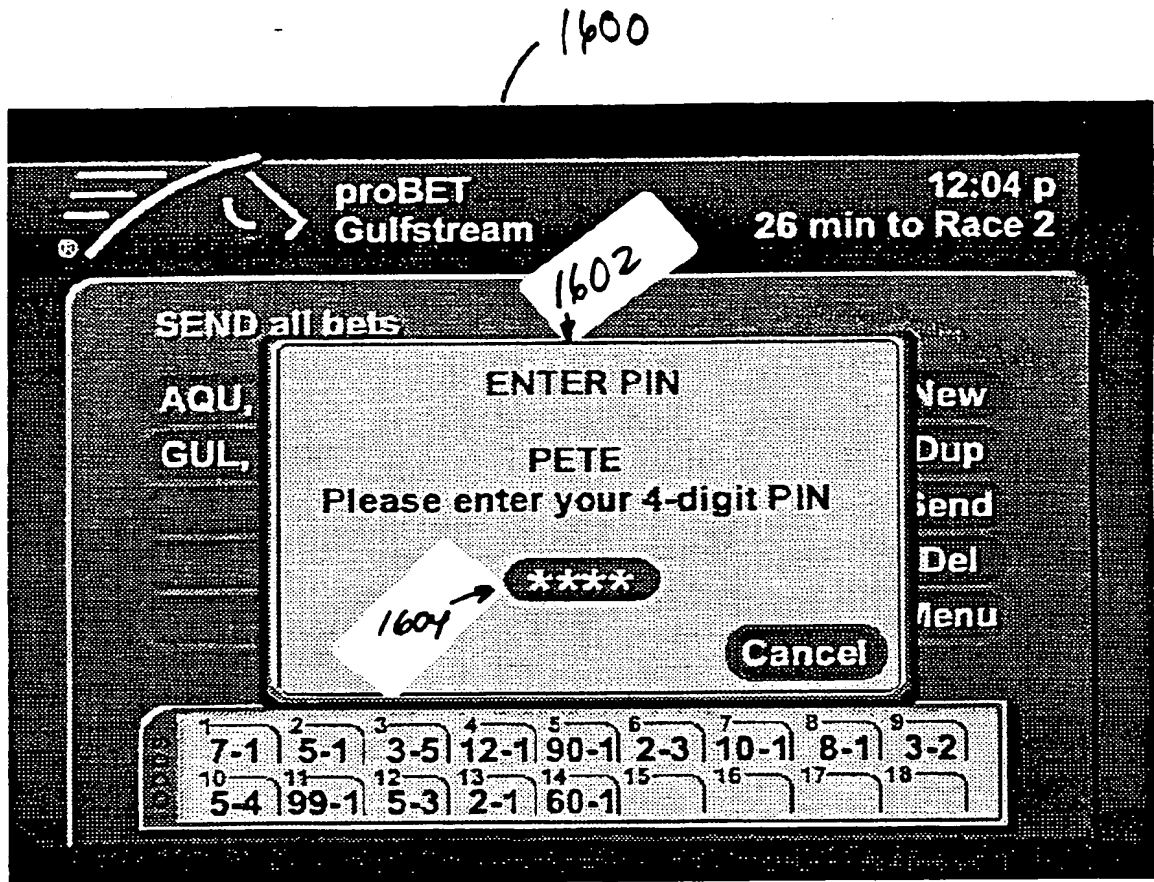 1600
proBET
12:04 p
Gulfstream
26 min to Race 2
®
1602
SEND all bets
ENTER PIN
AQU,
New
GUL,
PETE
Dup
Please enter your 4-digit PIN
Send
****
Del
1604
Menu
Cancel
ODDS
1 7-1 2 5-1 3 3-5 4 12-1 5 90-1 6 2-3 7 10-1 8 8-1 9 3-2
10 5-4 11 99-1 12 5-3 13 2-1 14 60-1 15 16 17 18